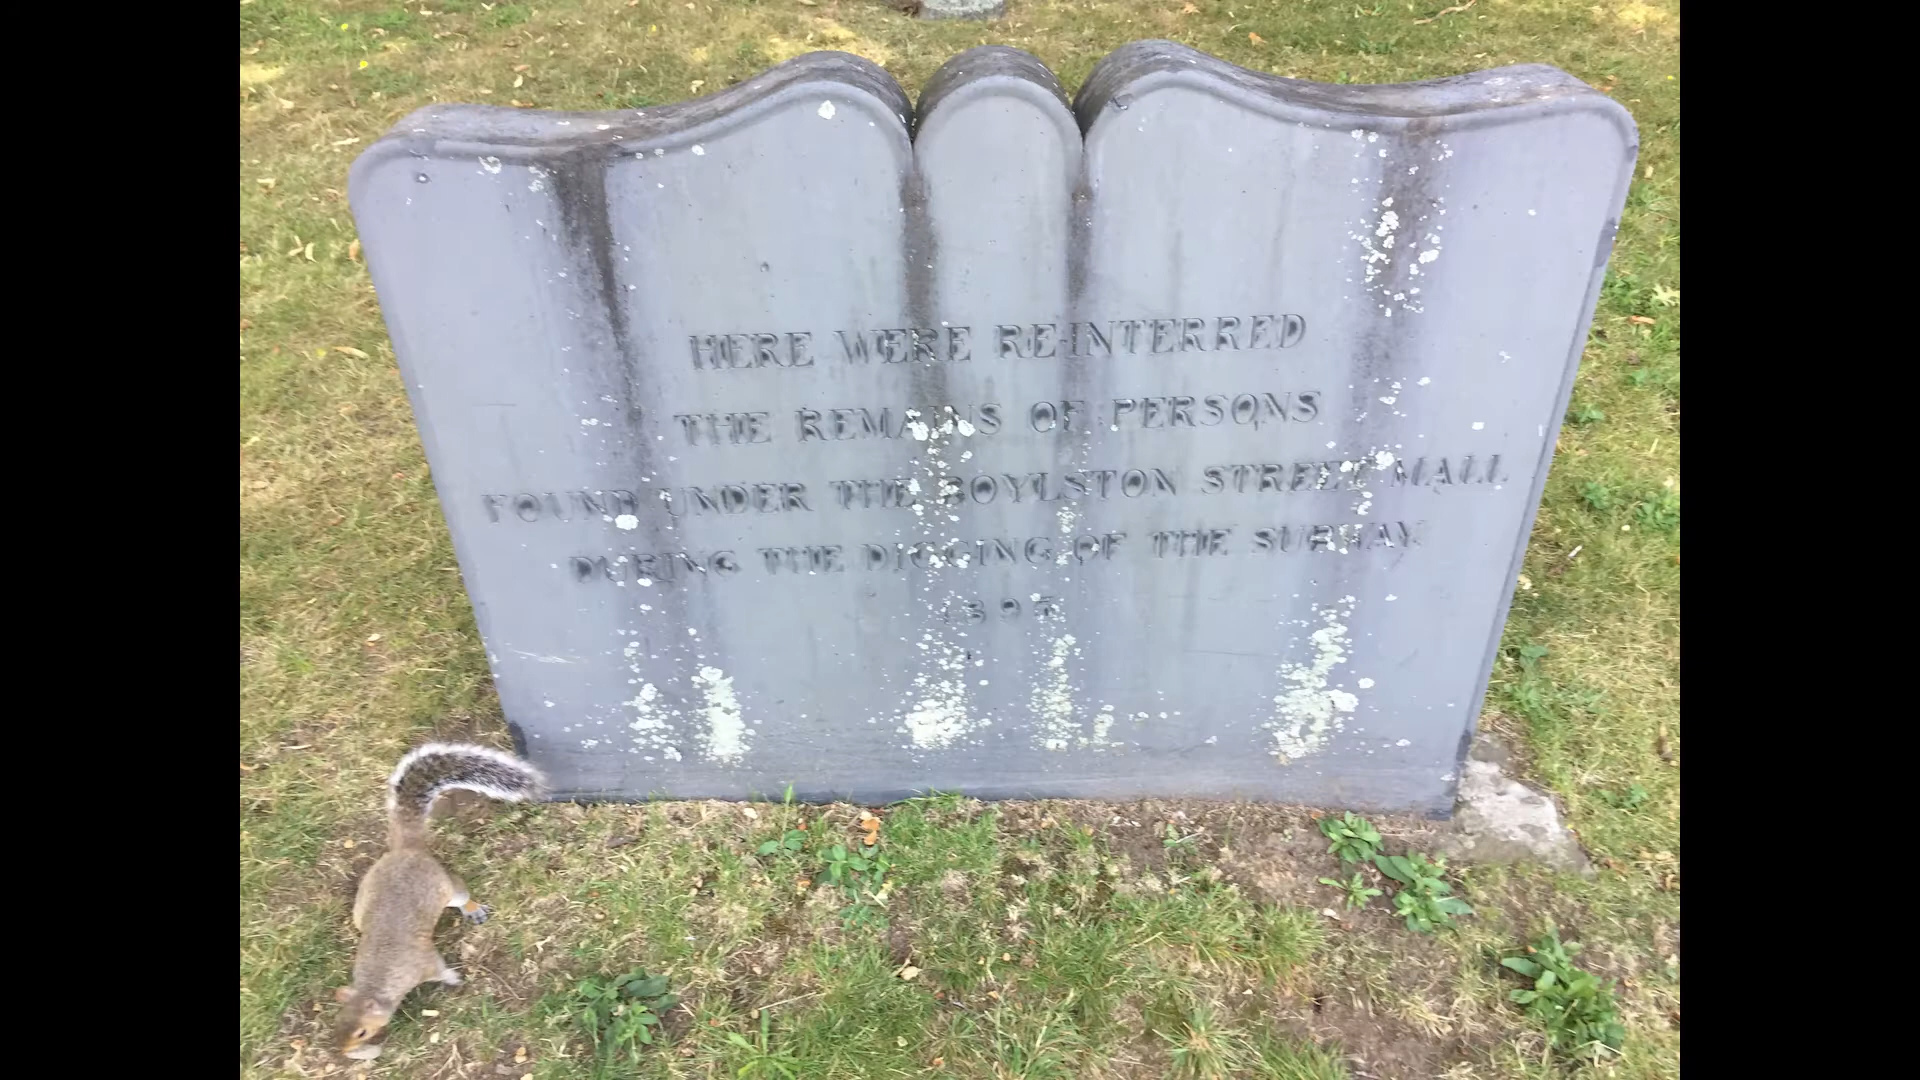 HERE WERE RE-INTERRED
THE REMAINS OF PERSONS
FOUND UNDER THE BOYLSTON STREET MALL
DURING THE DIGGING OF THE SUBWAY
1895